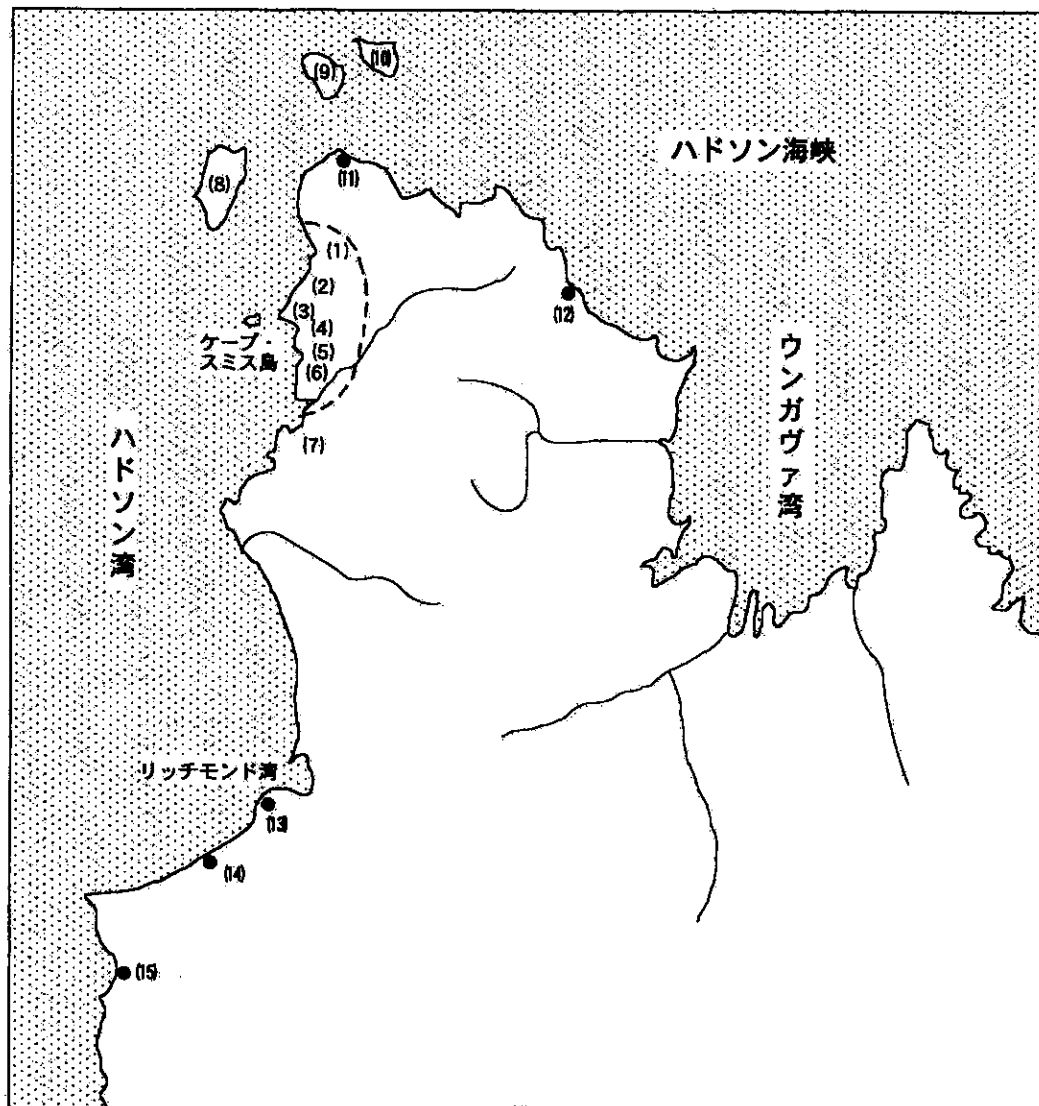 (10)
(9)
ハドソン海峡
(11)
(8)
(1)
(2)
(3)
(4)
(5)
(6)
(7)
(12)
ケープ・
スミス島
ウンガヴァ湾
ハドソン湾
リッチモンド湾
(13)
(14)
(15)